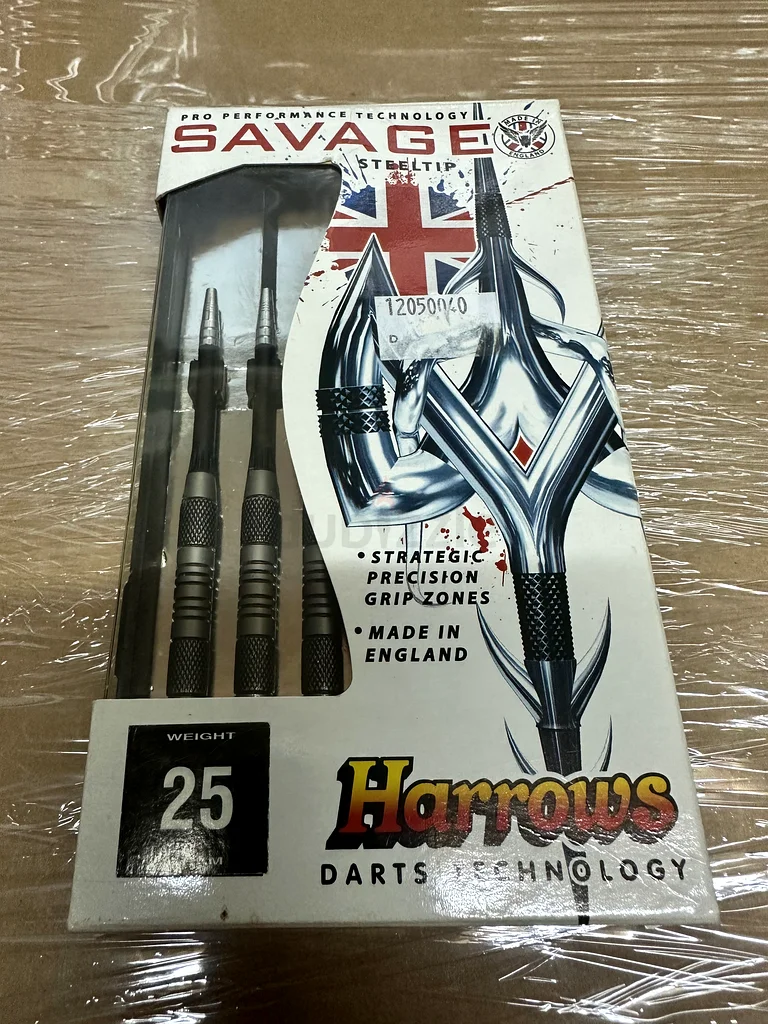 PRO PERFORMANCE TECHNOLOGY
SAVAGE
MADE IN
ENGLAND
STEELTIP
12050040
D
• STRATEGIC
PRECISION
GRIP ZONES
• MADE IN
ENGLAND
WEIGHT
25
Harrows
DARTS TECHNOLOGY